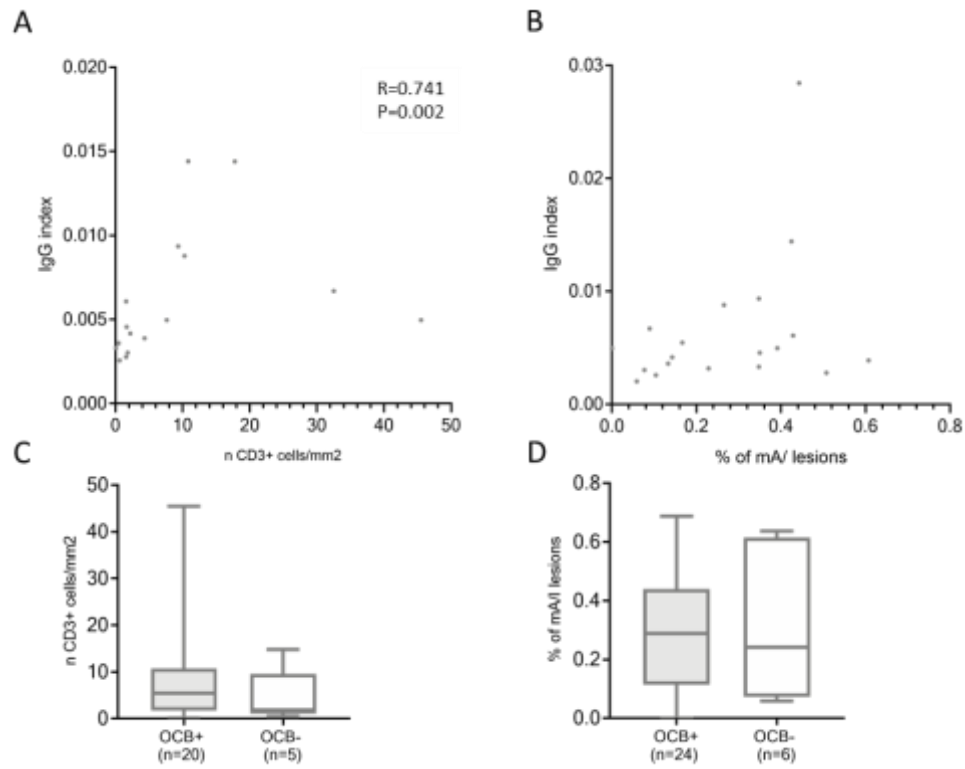 A
B
R=0.741
P=0.002
IgG index
0.020
0.015
0.010
0.005
0.000
0 10 20 30 40 50
n CD3+ cells/mm2
IgG index
0.03
0.02
0.01
0.00
0.0 0.2 0.4 0.6 0.8
% of mA/ lesions
C
D
n CD3+ cells/mm2
50
40
30
20
10
0
OCB+ OCB-
(n=20) (n=5)
% of mA/I lesions
0.8
0.6
0.4
0.2
0.0
OCB+ OCB-
(n=24) (n=6)